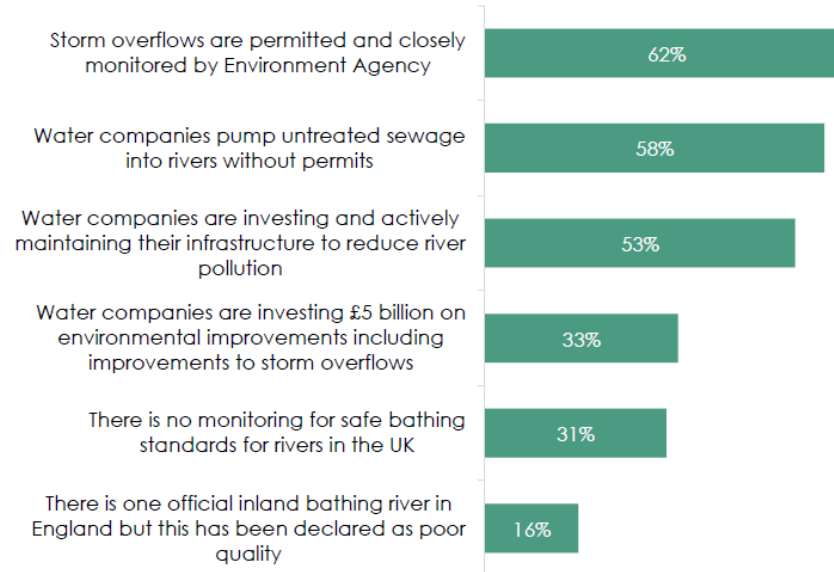 Storm overflows are permitted and closely
monitored by Environment Agency
62%
Water companies pump untreated sewage
into rivers without permits
58%
Water companies are investing and actively
maintaining their infrastructure to reduce river
pollution
53%
Water companies are investing £5 billion on
environmental improvements including
improvements to storm overflows
33%
There is no monitoring for safe bathing
standards for rivers in the UK
31%
There is one official inland bathing river in
England but this has been declared as poor
quality
16%